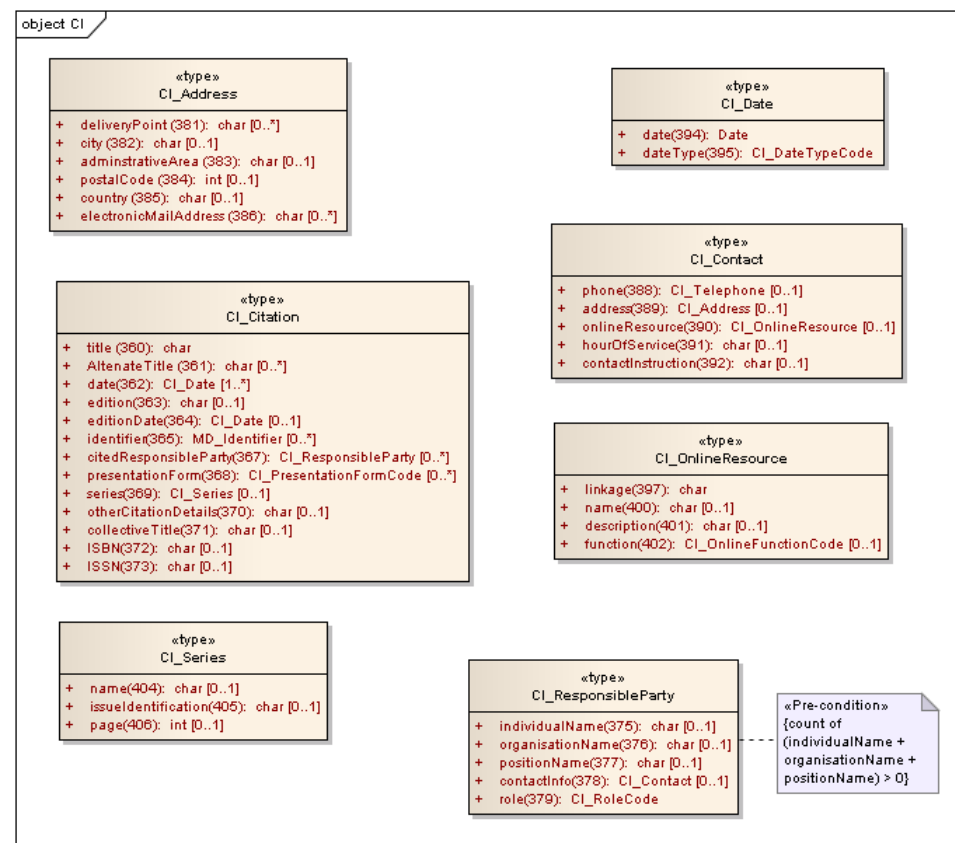 object CI
«type»
CI_Address
+ deliveryPoint (381): char [0..*]
+ city (382): char [0..1]
+ adminstrativeArea (383): char [0..1]
+ postalCode (384): int [0..1]
+ country (385): char [0..1]
+ electronicMailAddress (386): char [0..*]
«type»
CI_Date
+ date(394): Date
+ dateType(395): CI_DateTypeCode
«type»
CI_Contact
+ phone(388): CI_Telephone [0..1]
+ address(389): CI_Address [0..1]
+ onlineResource(390): CI_OnlineResource [0..1]
+ hourOfService(391): char [0..1]
+ contactInstruction(392): char [0..1]
«type»
CI_Citation
+ title (360): char
+ AltenateTitle (361): char [0..*]
+ date(362): CI_Date [1..*]
+ edition(363): char [0..1]
+ editionDate(364): CI_Date [0..1]
+ identifier(365): MD_Identifier [0..*]
+ citedResponsibleParty(367): CI_ResponsibleParty [0..*]
+ presentationForm(368): CI_PresentationFormCode [0..*]
+ series(369): CI_Series [0..1]
+ otherCitationDetails(370): char [0..1]
+ collectiveTitle(371): char [0..1]
+ ISBN(372): char [0..1]
+ ISSN(373): char [0..1]
«type»
CI_OnlineResource
+ linkage(397): char
+ name(400): char [0..1]
+ description(401): char [0..1]
+ function(402): CI_OnlineFunctionCode [0..1]
«type»
CI_Series
+ name(404): char [0..1]
+ issueIdentification(405): char [0..1]
+ page(406): int [0..1]
«type»
CI_ResponsibleParty
+ individualName(375): char [0..1]
+ organisationName(376): char [0..1]
+ positionName(377): char [0..1]
+ contactInfo(378): CI_Contact [0..1]
+ role(379): CI_RoleCode
«Pre-condition»
{count of
(individualName +
organisationName +
positionName) > 0}